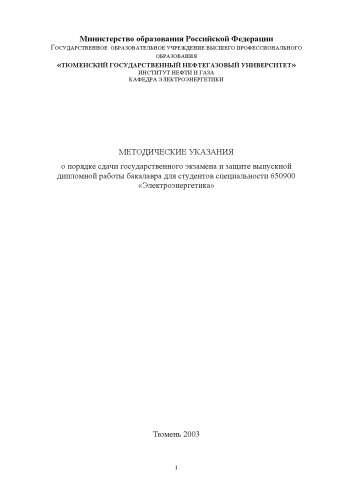 Министерство образования Российской Федерации
ГОСУДАРСТВЕННОЕ ОБРАЗОВАТЕЛЬНОЕ УЧРЕЖДЕНИЕ ВЫСШЕГО ПРОФЕССИОНАЛЬНОГО
ОБРАЗОВАНИЯ
«ТЮМЕНСКИЙ ГОСУДАРСТВЕННЫЙ НЕФТЕГАЗОВЫЙ УНИВЕРСИТЕТ»
ИНСТИТУТ НЕФТИ И ГАЗА
КАФЕДРА ЭЛЕКТРОЭНЕРГЕТИКИ
МЕТОДИЧЕСКИЕ УКАЗАНИЯ
о порядке сдачи государственного экзамена и защите выпускной
дипломной работы бакалавра для студентов специальности 650900
«Электроэнергетика»
Тюмень 2003
1